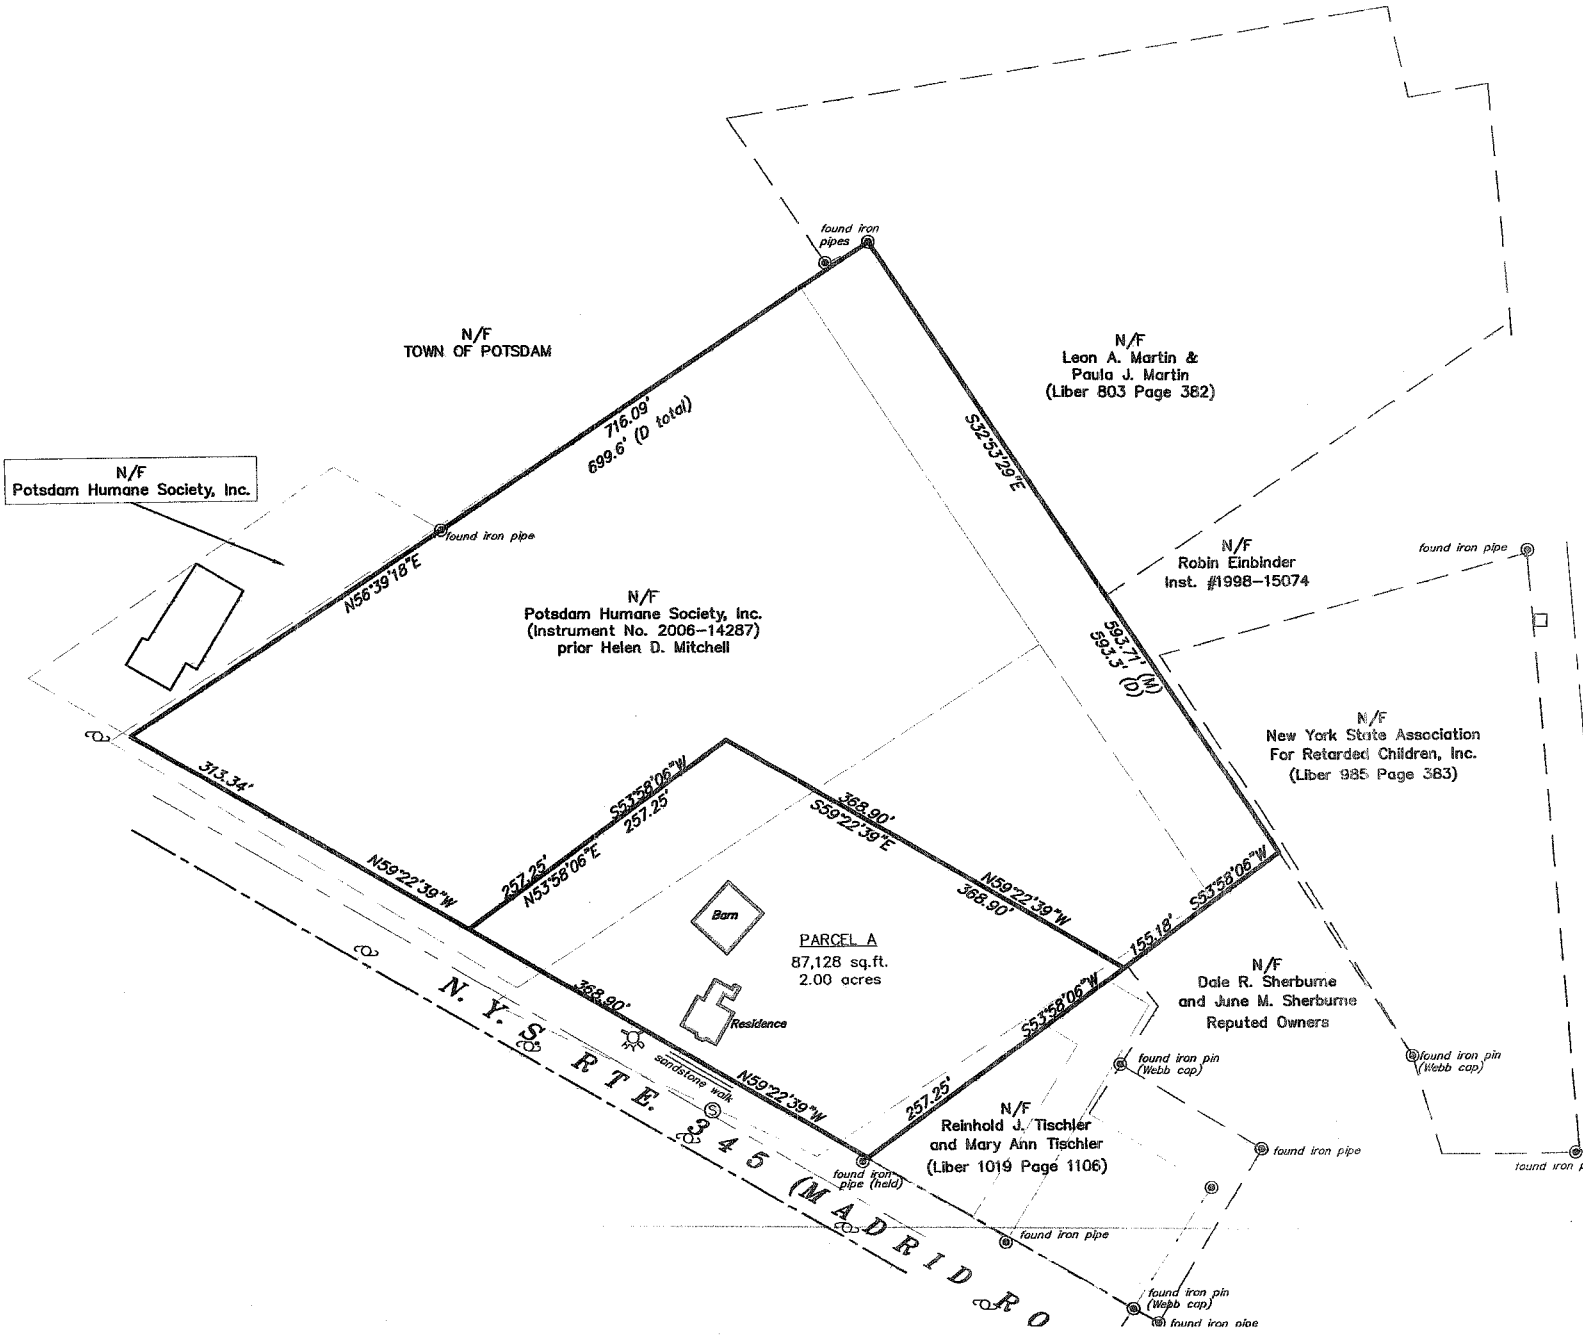 found iron
pipes
N/F
TOWN OF POTSDAM
N/F
Leon A. Martin &
Paula J. Martin
(Liber 803 Page 382)
716.09'
699.6' (D total)
S32°53'29"E
N/F
Potsdam Humane Society, Inc.
found iron pipe
N56°39'18"E
N/F
Robin Einbinder
Inst. #1998-15074
found iron pipe
N/F
Potsdam Humane Society, Inc.
(Instrument No. 2006-14287)
prior Helen D. Mitchell
593.71' (M)
593.3' (D)
N/F
New York State Association
For Retarded Children, Inc.
(Liber 985 Page 383)
313.34'
N59°22'39"W
S53°58'06"W
257.25'
257.25'
N53°58'06"E
368.90'
S59°22'39"E
N59°22'39"W
368.90'
S53°58'06"W
155.18'
Barn
PARCEL A
87,128 sq.ft.
2.00 acres
Residence
368.90'
N59°22'39"W
sandstone walk
S
S53°58'06"W
257.25'
N/F
Dale R. Sherburne
and June M. Sherburne
Reputed Owners
found iron pin
(Webb cap)
found iron pin
(Webb cap)
N/F
Reinhold J. Tischler
and Mary Ann Tischler
(Liber 1019 Page 1106)
found iron pipe
found iron p
found iron
pipe (held)
found iron pipe
found iron pin
(Webb cap)
found iron pipe
N.Y.S. RTE. 345 (MADRID RO